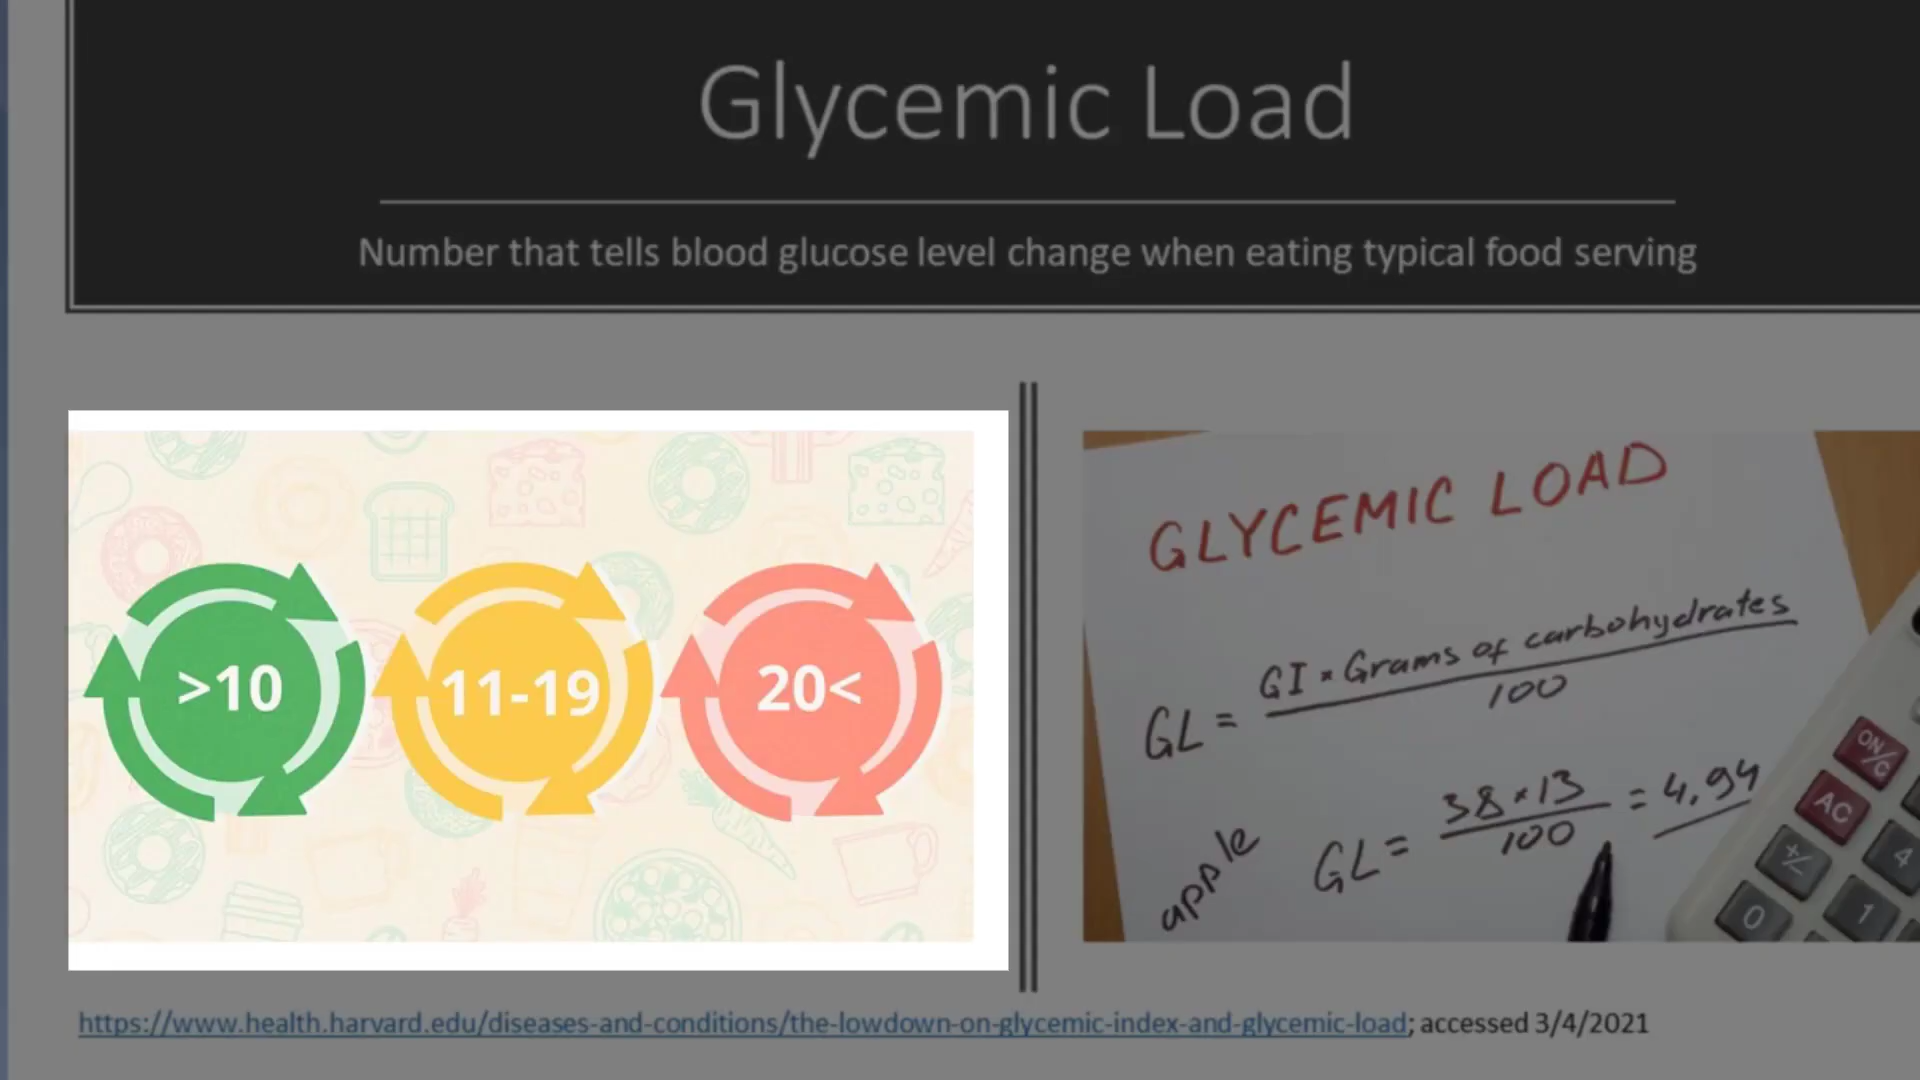 Glycemic Load
Number that tells blood glucose level change when eating typical food serving
>10
11-19
20<
GLYCEMIC LOAD
GL = GI × Grams of carbohydrates
100
apple
GL = 38 × 13 = 4.94
100
ON/C
AC
+/-
4
0
1
https://www.health.harvard.edu/diseases-and-conditions/the-lowdown-on-glycemic-index-and-glycemic-load; accessed 3/4/2021